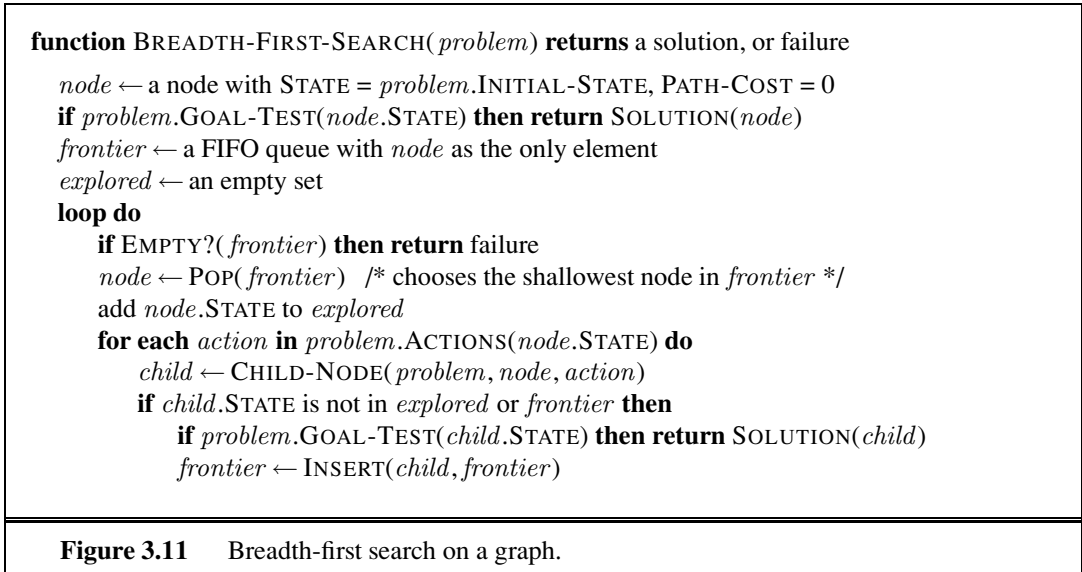 function BREADTH-FIRST-SEARCH(problem) returns a solution, or failure
node ← a node with STATE = problem.INITIAL-STATE, PATH-COST = 0
if problem.GOAL-TEST(node.STATE) then return SOLUTION(node)
frontier ← a FIFO queue with node as the only element
explored ← an empty set
loop do
if EMPTY?(frontier) then return failure
node ← POP(frontier) /* chooses the shallowest node in frontier */
add node.STATE to explored
for each action in problem.ACTIONS(node.STATE) do
child ← CHILD-NODE(problem, node, action)
if child.STATE is not in explored or frontier then
if problem.GOAL-TEST(child.STATE) then return SOLUTION(child)
frontier ← INSERT(child, frontier)
Figure 3.11 Breadth-first search on a graph.